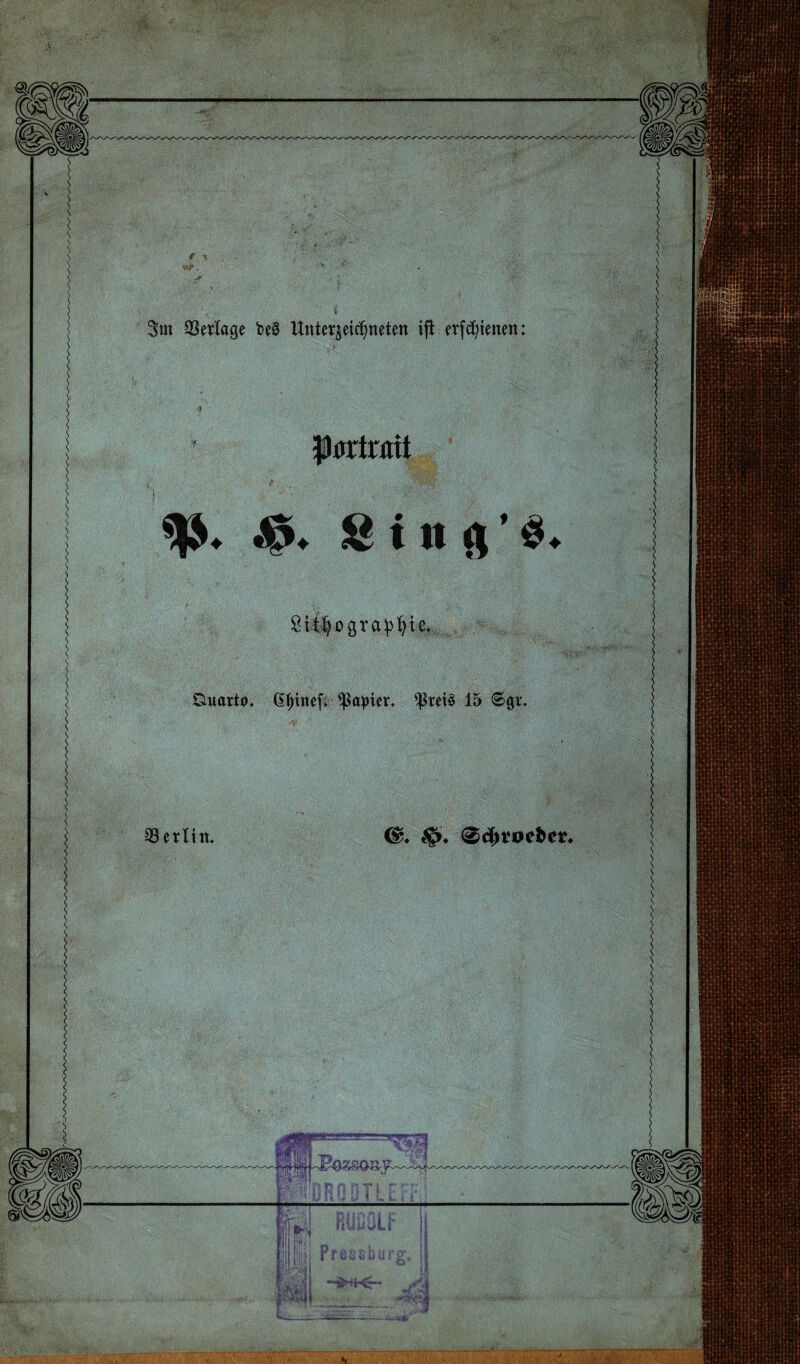 Im Verlage des Unterzeichneten ist erschienen:
Portrait
P. H. Ling's.
Lithographie.
Quarto. Chines. Papier. Preis 15 Sgr.
Berlin. G. H. Schroeder.
Pozsony
DRODTLEFF
RUDOLF
Pressburg.